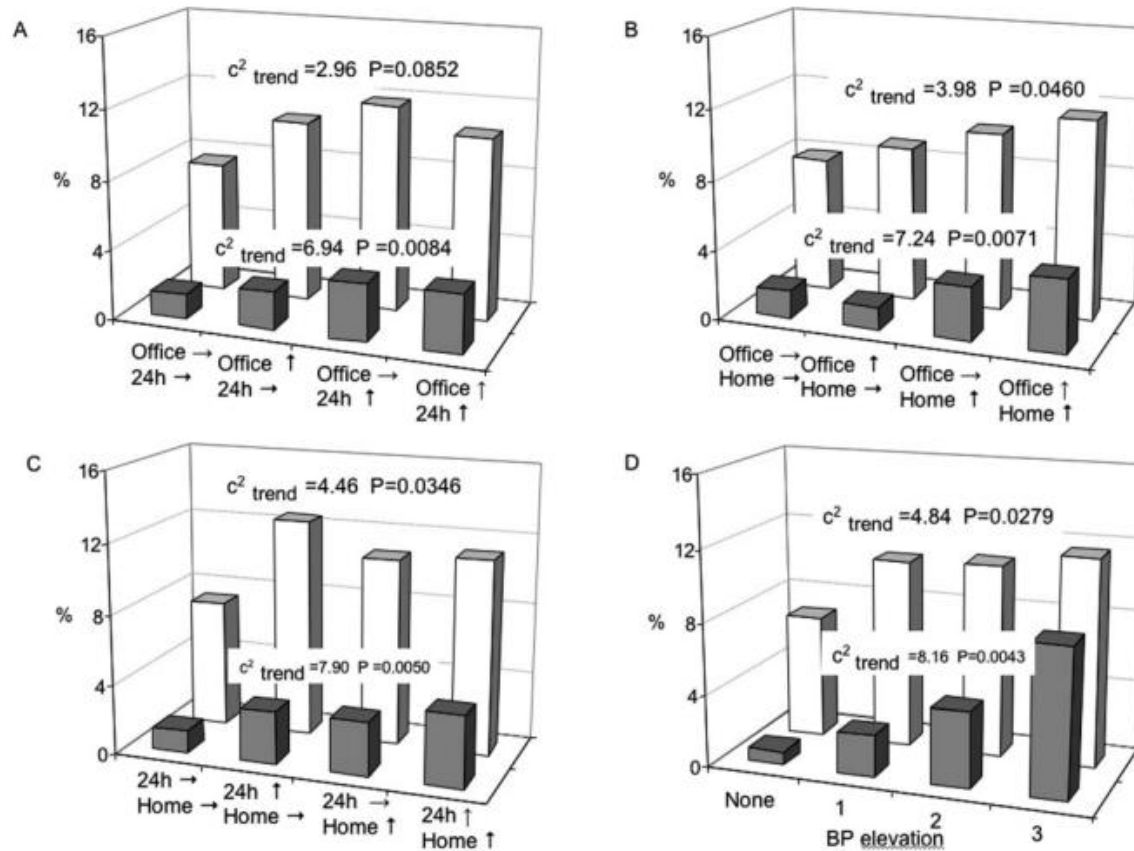 A
16
12
%
8
4
0
c² trend =2.96 P=0.0852
c² trend =6.94 P =0.0084
Office → Office ↑ Office → Office ↑
24h → 24h → 24h ↑ 24h ↑
B
16
12
%
8
4
0
c² trend =3.98 P =0.0460
c² trend =7.24 P=0.0071
Office → Office ↑ Office → Office ↑
Home → Home → Home ↑ Home ↑
C
16
12
%
8
4
0
c² trend =4.46 P=0.0346
c² trend =7.90 P =0.0050
24h → 24h ↑ 24h → 24h ↑
Home → Home → Home ↑ Home ↑
D
16
12
%
8
4
0
c² trend =4.84 P=0.0279
c² trend =8.16 P=0.0043
None 1 2 3
BP elevation